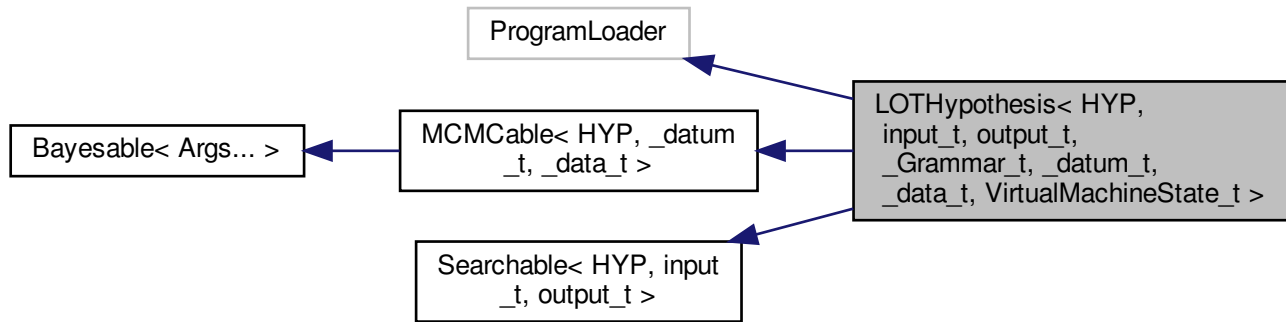 ProgramLoader
LOTHypothesis< HYP,
input_t, output_t,
_Grammar_t, _datum_t,
_data_t, VirtualMachineState_t >
MCMCable< HYP, _datum
_t, _data_t >
Bayesable< Args... >
Searchable< HYP, input
_t, output_t >